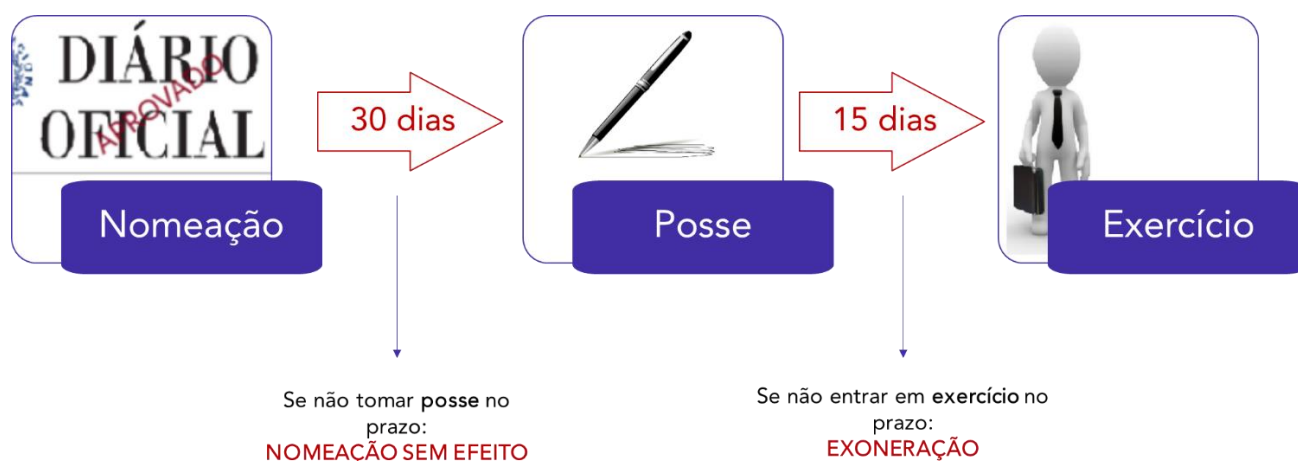 DIÁRIO
OFICIAL
APROVADO
Nomeação
30 dias
Posse
15 dias
Exercício
Se não tomar posse no
prazo:
NOMEAÇÃO SEM EFEITO
Se não entrar em exercício no
prazo:
EXONERAÇÃO